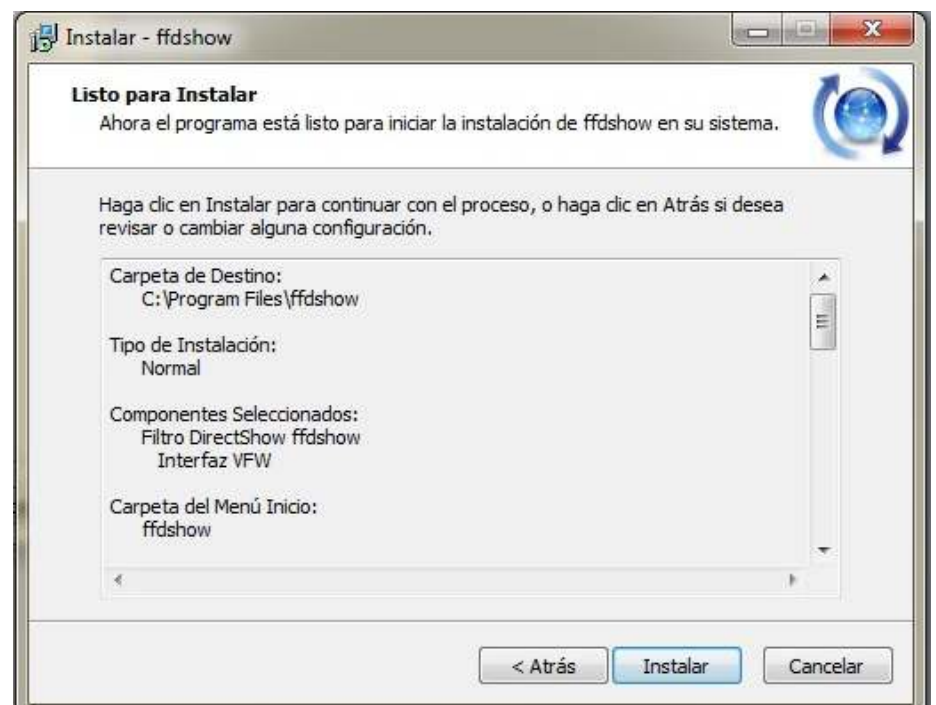 Instalar - ffdshow
Listo para Instalar
Ahora el programa está listo para iniciar la instalación de ffdshow en su sistema.
Haga clic en Instalar para continuar con el proceso, o haga clic en Atrás si desea
revisar o cambiar alguna configuración.
Carpeta de Destino:
C:\Program Files\ffdshow
Tipo de Instalación:
Normal
Componentes Seleccionados:
Filtro DirectShow ffdshow
Interfaz VFW
Carpeta del Menú Inicio:
ffdshow
< Atrás
Instalar
Cancelar